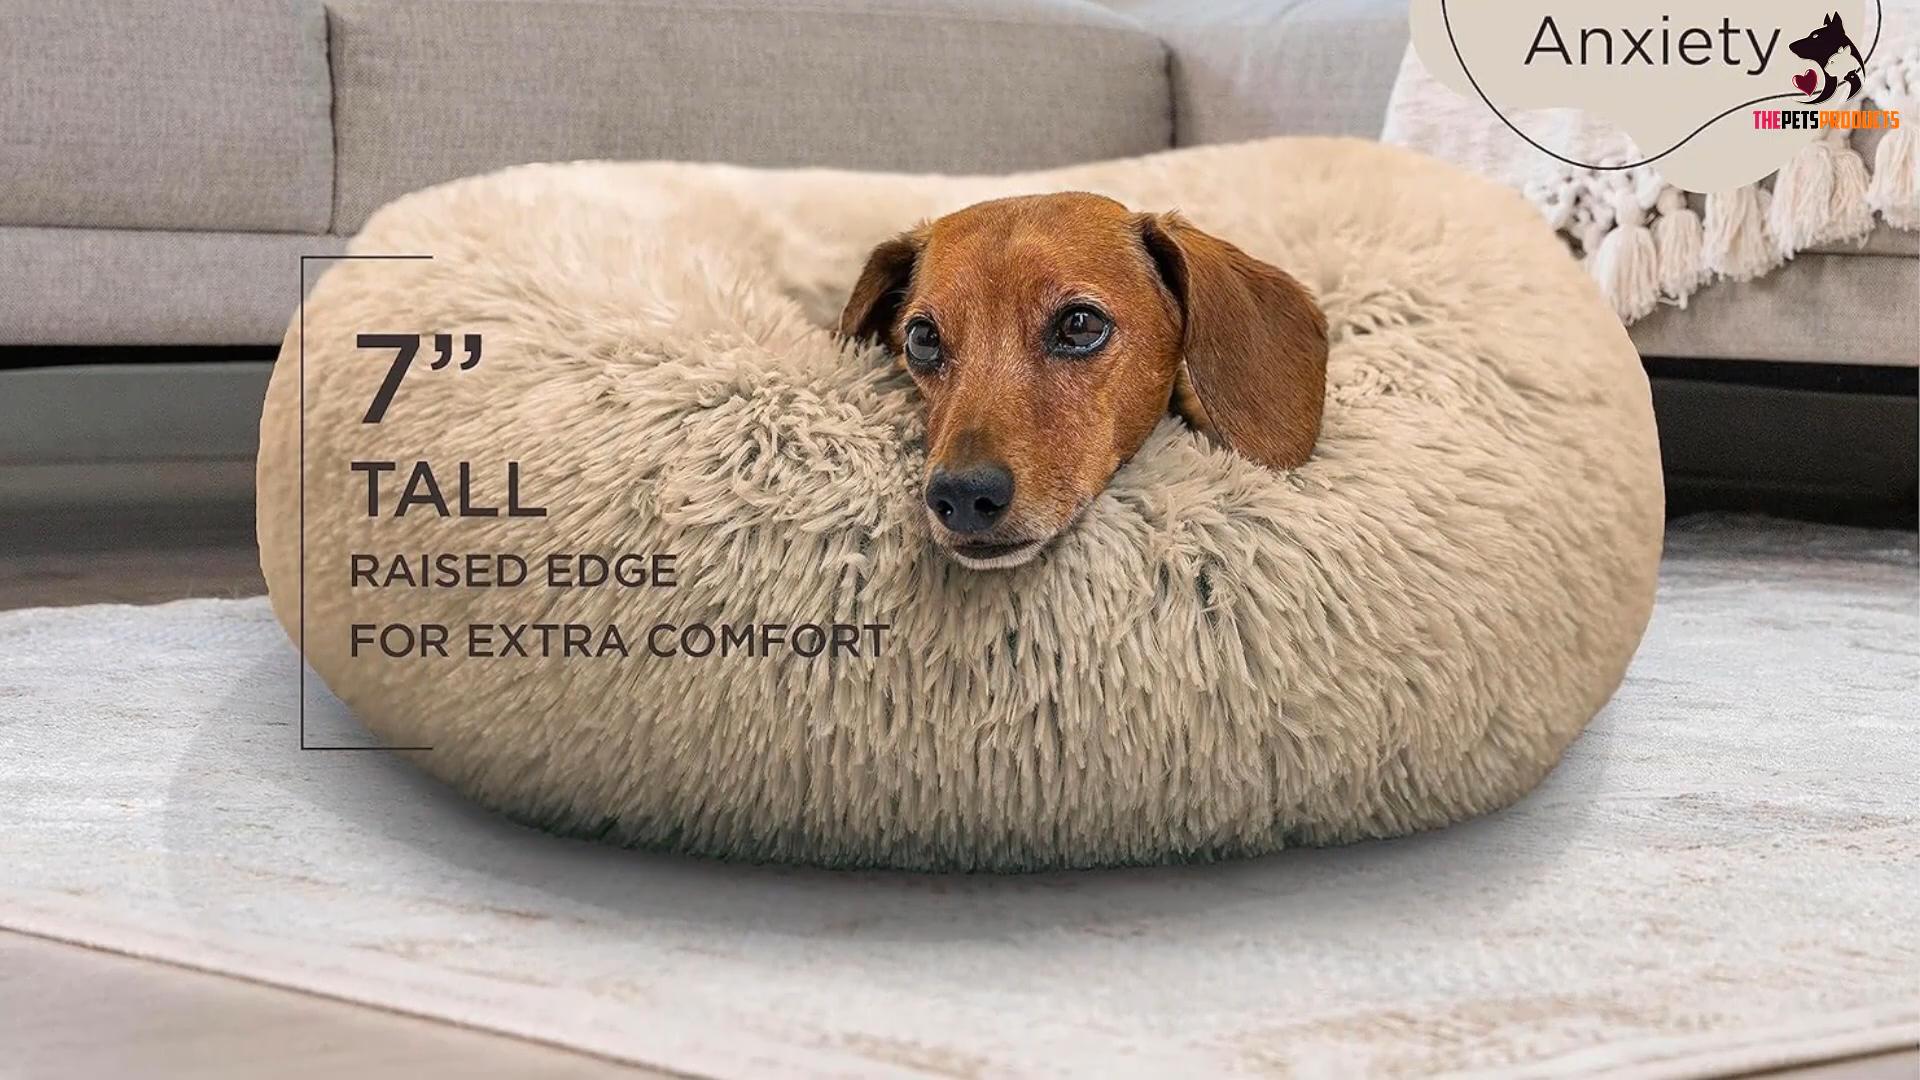 Anxiety
THEPETSPRODUCTS
7”
TALL
RAISED EDGE
FOR EXTRA COMFORT